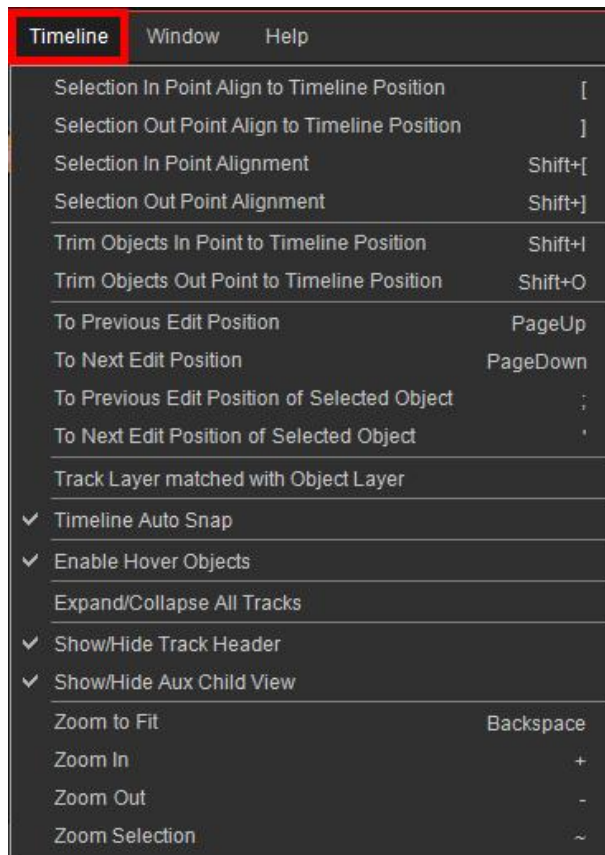 Timeline Window Help
Selection In Point Align to Timeline Position [
Selection Out Point Align to Timeline Position ]
Selection In Point Alignment Shift+[
Selection Out Point Alignment Shift+]
Trim Objects In Point to Timeline Position Shift+I
Trim Objects Out Point to Timeline Position Shift+O
To Previous Edit Position PageUp
To Next Edit Position PageDown
To Previous Edit Position of Selected Object ;
To Next Edit Position of Selected Object '
Track Layer matched with Object Layer
Timeline Auto Snap
Enable Hover Objects
Expand/Collapse All Tracks
Show/Hide Track Header
Show/Hide Aux Child View
Zoom to Fit Backspace
Zoom In +
Zoom Out -
Zoom Selection ~